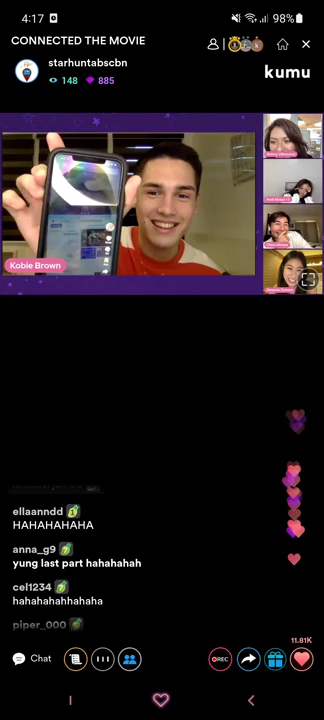 4:17
98%
CONNECTED THE MOVIE
starhuntabscbn
148 885
kumu
Kobie Brown
ellaanndd
HAHAHAHAHA
anna_g9
yung last part hahahahah
cel1234
hahahahahhahaha
piper_000
11.81K
Chat
REC